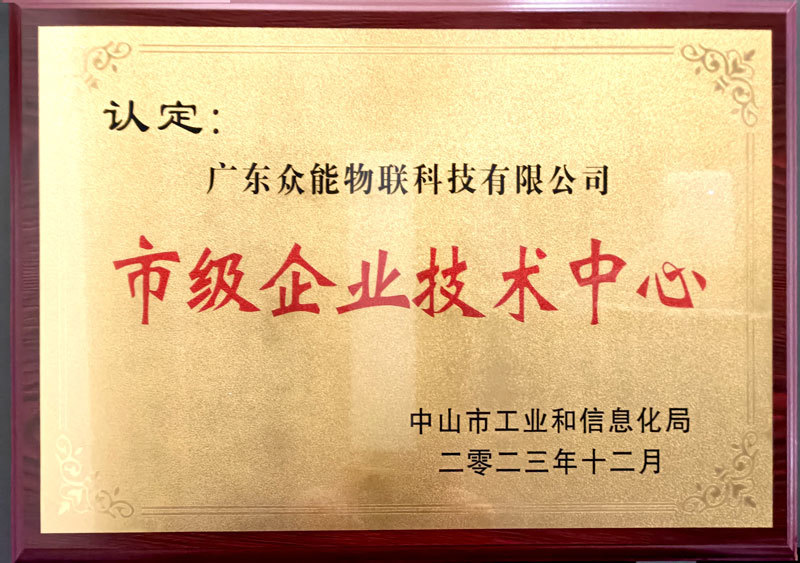 认定：
广东众能物联科技有限公司
市级企业技术中心
中山市工业和信息化局
二零二三年十二月